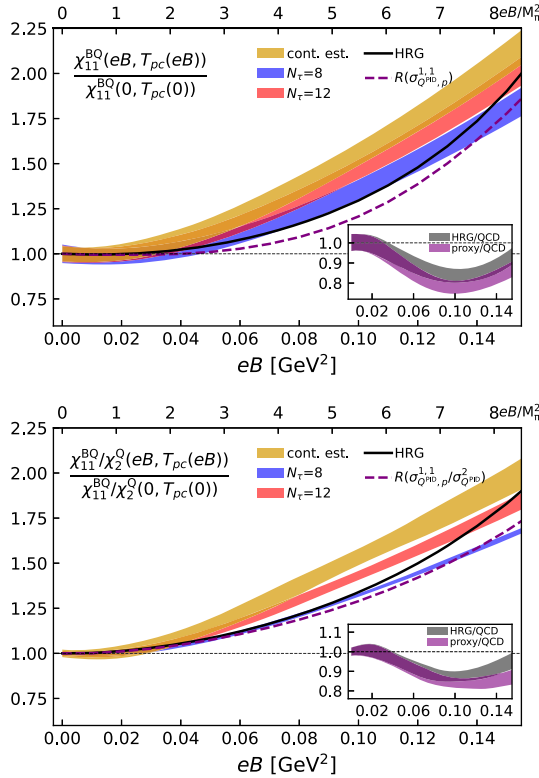 0 1 2 3 4 5 6 7 8 eB/M_π^2
2.25
2.00
1.75
1.50
1.25
1.00
0.75
χ_11^BQ(eB, T_pc(eB))
χ_11^BQ(0, T_pc(0))
cont. est.
N_τ=8
N_τ=12
HRG
R(σ_{Q^PID, p}^{1,1})
HRG/QCD
proxy/QCD
1.0
0.9
0.8
0.02 0.06 0.10 0.14
0.00 0.02 0.04 0.06 0.08 0.10 0.12 0.14
eB [GeV²]
0 1 2 3 4 5 6 7 8 eB/M_π^2
2.25
2.00
1.75
1.50
1.25
1.00
0.75
χ_11^BQ/χ_2^Q(eB, T_pc(eB))
χ_11^BQ/χ_2^Q(0, T_pc(0))
cont. est.
N_τ=8
N_τ=12
HRG
R(σ_{Q^PID, p}^{1,1}/σ_{Q^PID}^2)
HRG/QCD
proxy/QCD
1.1
1.0
0.9
0.8
0.02 0.06 0.10 0.14
0.00 0.02 0.04 0.06 0.08 0.10 0.12 0.14
eB [GeV²]